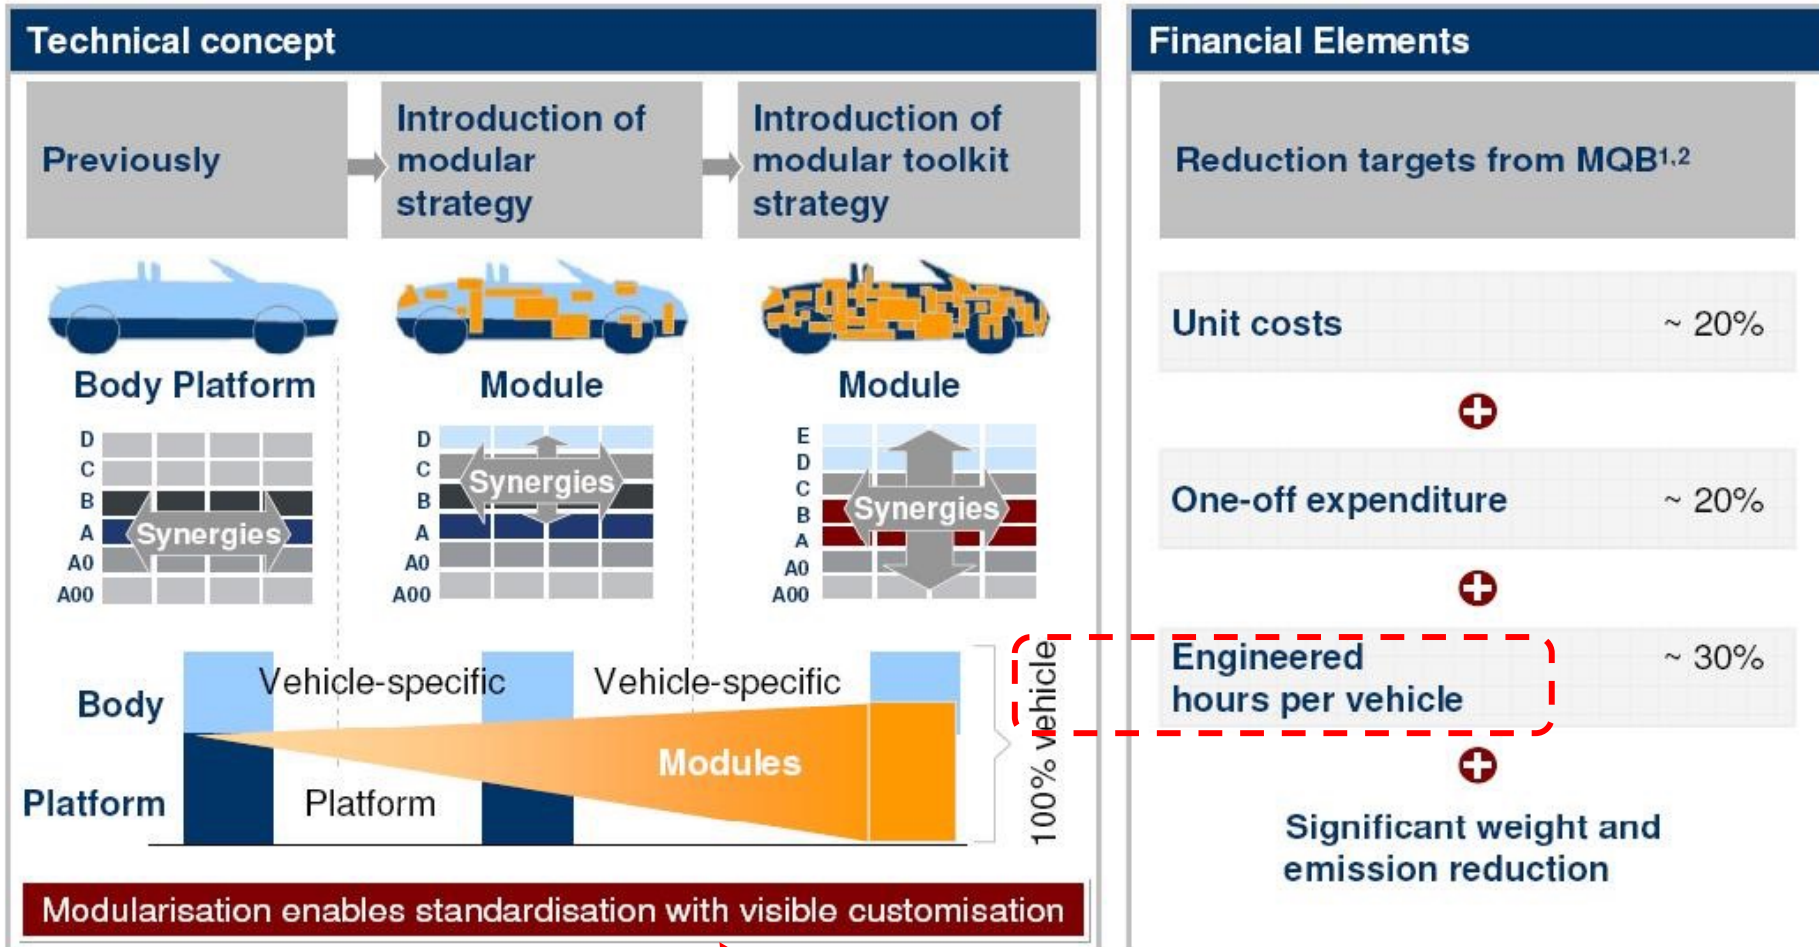 Technical concept
Previously
Introduction of
modular
strategy
Introduction of
modular toolkit
strategy
Body Platform
Module
Module
D
C
B
A
A0
A00
Synergies
D
C
B
A
A0
A00
Synergies
E
D
C
B
A
A0
A00
Synergies
Body
Platform
Vehicle-specific
Vehicle-specific
Modules
Platform
100% vehicle
Modularisation enables standardisation with visible customisation
Financial Elements
Reduction targets from MQB1,2
Unit costs ~ 20%
One-off expenditure ~ 20%
Engineered ~ 30%
hours per vehicle
Significant weight and
emission reduction